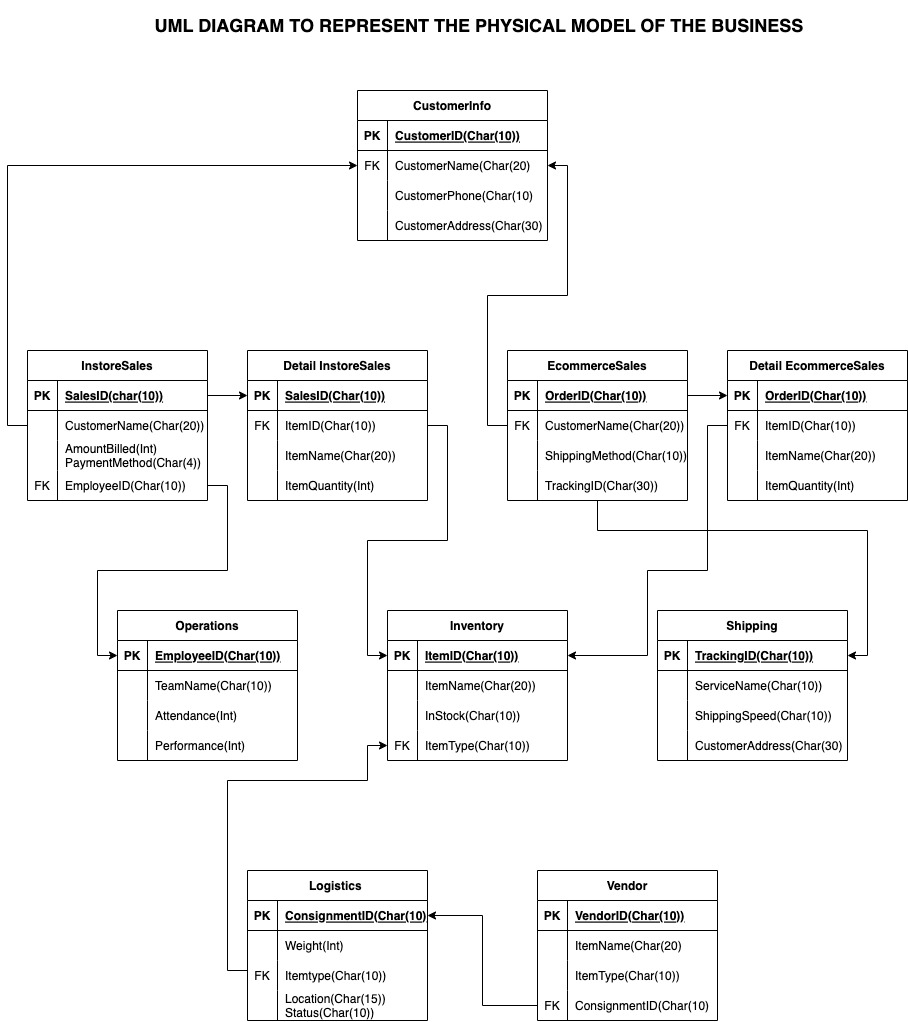 UML DIAGRAM TO REPRESENT THE PHYSICAL MODEL OF THE BUSINESS
CustomerInfo
PK CustomerID(Char(10))
FK CustomerName(Char(20)
CustomerPhone(Char(10)
CustomerAddress(Char(30)
InstoreSales
PK SalesID(char(10))
CustomerName(Char(20))
AmountBilled(Int)
PaymentMethod(Char(4))
FK EmployeeID(Char(10))
Detail InstoreSales
PK SalesID(Char(10))
FK ItemID(Char(10))
ItemName(Char(20))
ItemQuantity(Int)
EcommerceSales
PK OrderID(Char(10))
FK CustomerName(Char(20))
ShippingMethod(Char(10))
TrackingID(Char(30))
Detail EcommerceSales
PK OrderID(Char(10))
FK ItemID(Char(10))
ItemName(Char(20))
ItemQuantity(Int)
Operations
PK EmployeeID(Char(10))
TeamName(Char(10))
Attendance(Int)
Performance(Int)
Inventory
PK ItemID(Char(10))
ItemName(Char(20))
InStock(Char(10))
FK ItemType(Char(10))
Shipping
PK TrackingID(Char(10))
ServiceName(Char(10))
ShippingSpeed(Char(10))
CustomerAddress(Char(30)
Logistics
PK ConsignmentID(Char(10)
Weight(Int)
FK Itemtype(Char(10))
Location(Char(15))
Status(Char(10))
Vendor
PK VendorID(Char(10))
ItemName(Char(20)
ItemType(Char(10))
FK ConsignmentID(Char(10)